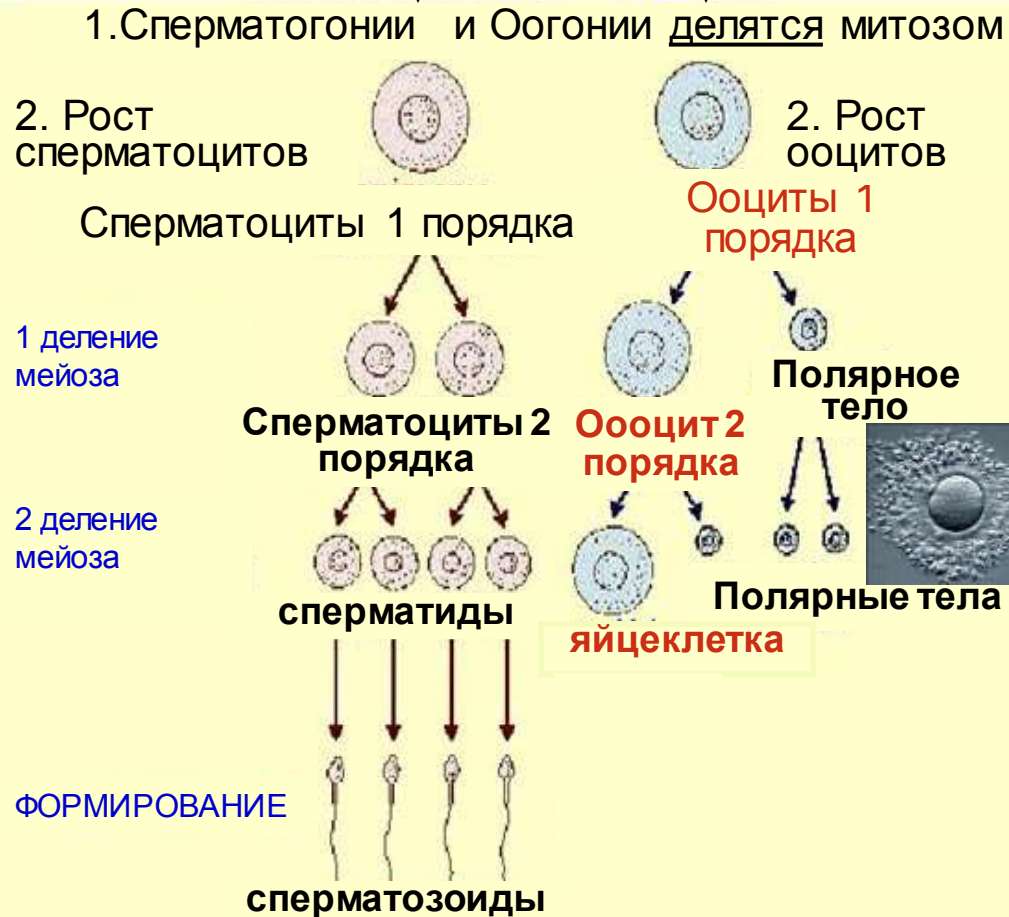 1.Сперматогонии и Оогонии делятся митозом
2. Рост
сперматоцитов
2. Рост
ооцитов
Сперматоциты 1 порядка
Ооциты 1
порядка
1 деление
мейоза
Полярное
тело
Сперматоциты 2
порядка
Оооцит 2
порядка
2 деление
мейоза
сперматиды
Полярные тела
яйцеклетка
ФОРМИРОВАНИЕ
сперматозоиды